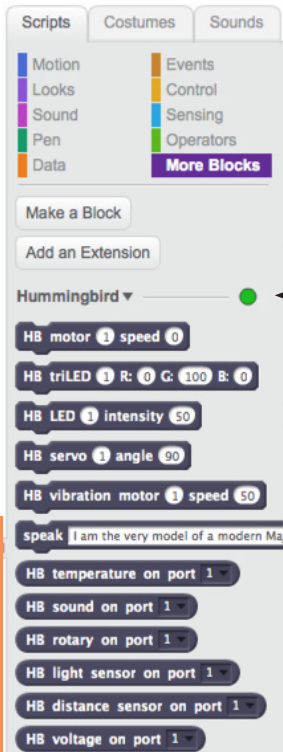 Scripts Costumes Sounds
Motion Events
Looks Control
Sound Sensing
Pen Operators
Data More Blocks
Make a Block
Add an Extension
Hummingbird
HB motor 1 speed 0
HB triLED 1 R: 0 G: 100 B: 0
HB LED 1 intensity 50
HB servo 1 angle 90
HB vibration motor 1 speed 50
speak I am the very model of a modern Ma
HB temperature on port 1
HB sound on port 1
HB rotary on port 1
HB light sensor on port 1
HB distance sensor on port 1
HB voltage on port 1